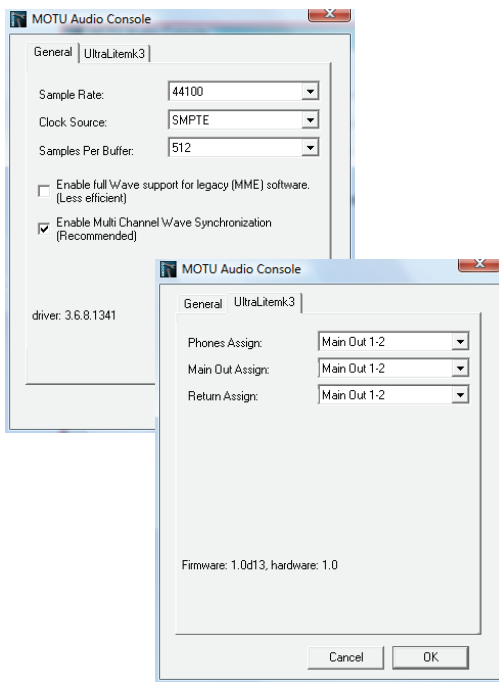 MOTU Audio Console
General
UltraLitemk3
Sample Rate:
44100
Clock Source:
SMPTE
Samples Per Buffer:
512
Enable full Wave support for legacy (MME) software.
(Less efficient)
Enable Multi Channel Wave Synchronization
(Recommended)
driver: 3.6.8.1341
MOTU Audio Console
General
UltraLitemk3
Phones Assign:
Main Out 1-2
Main Out Assign:
Main Out 1-2
Return Assign:
Main Out 1-2
Firmware: 1.0d13, hardware: 1.0
Cancel
OK